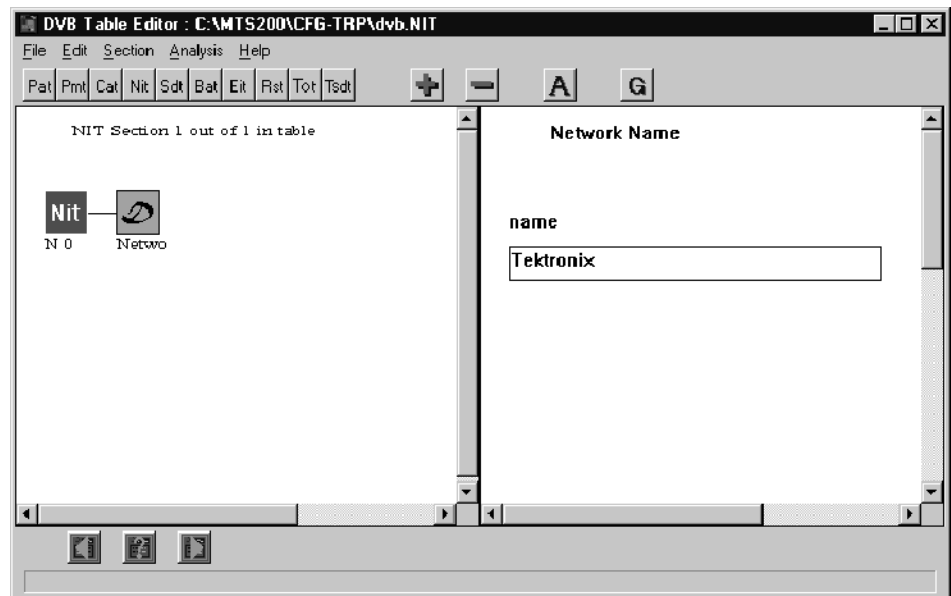 DVB Table Editor : C:\MTS200\CFG-TRP\dvb.NIT
File Edit Section Analysis Help
Pat Pmt Cat Nit Sdt Bat Eit Rst Tot Tsdt + - A G
NIT Section 1 out of 1 in table
Nit
N 0 Netwo
Network Name
name
Tektronix